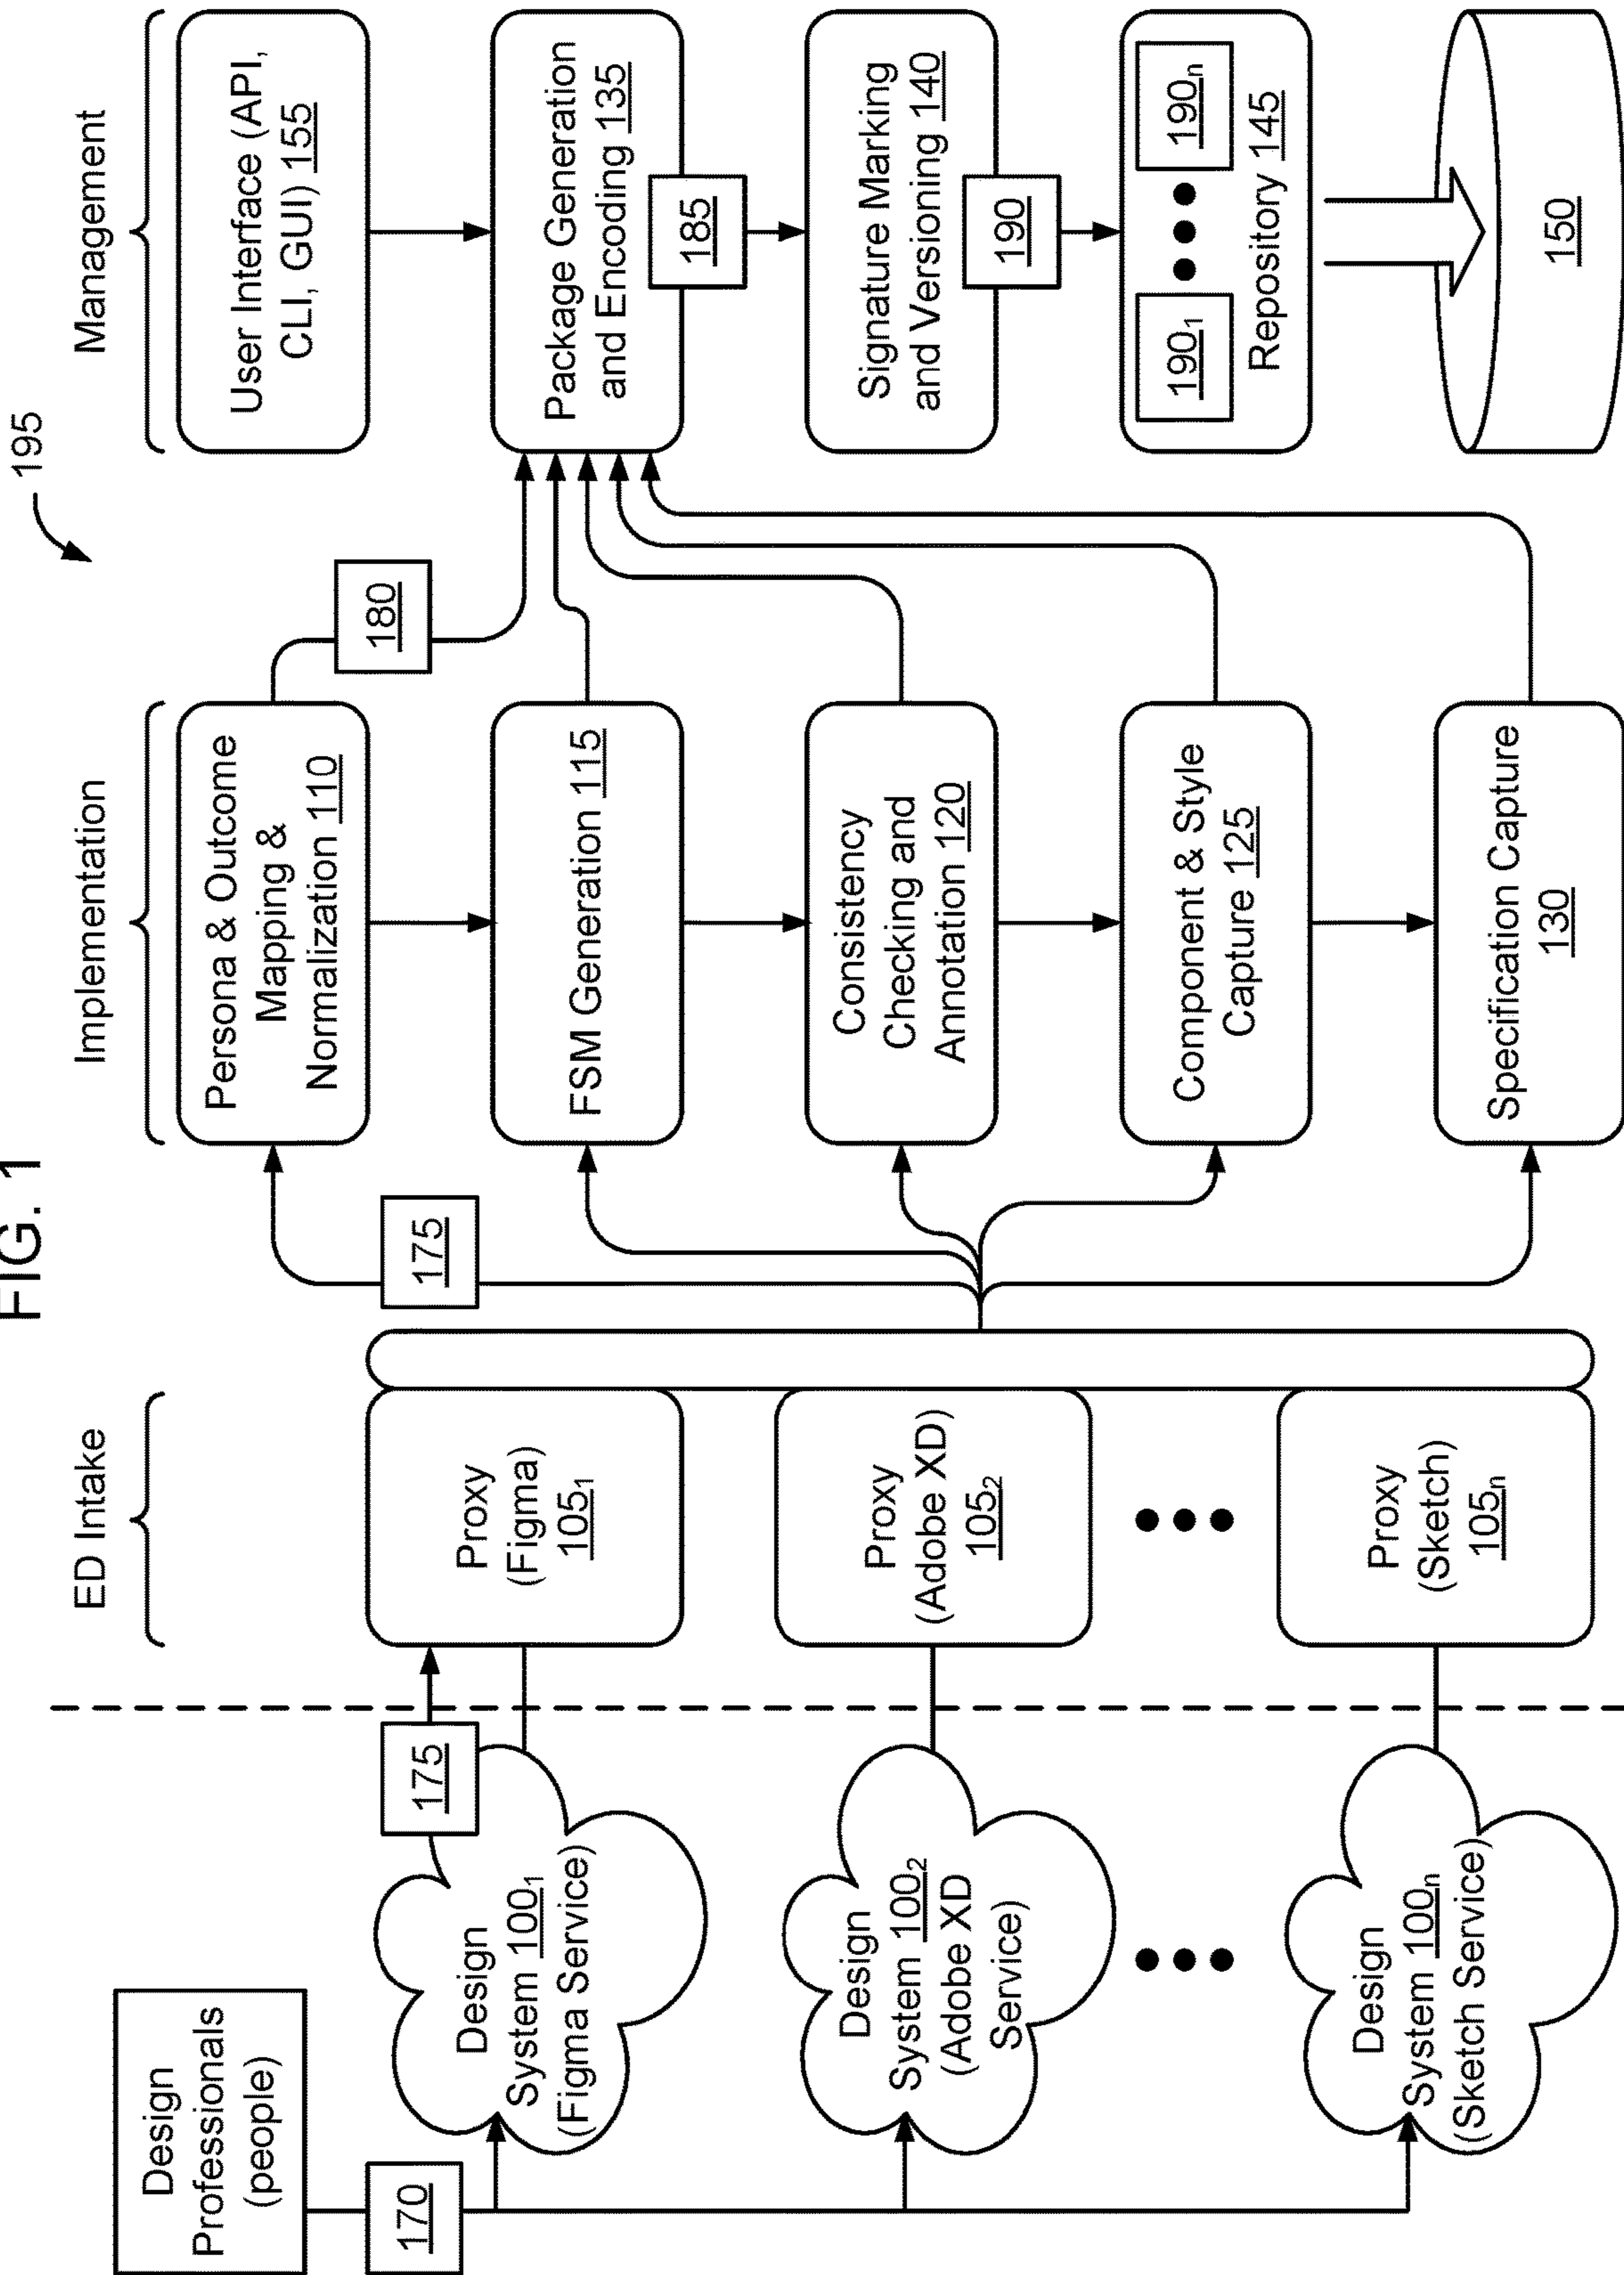 FIG. 1
195
Design
Professionals
(people)
170
Design
System 100₁
(Figma Service)
175
Design
System 100₂
(Adobe XD
Service)
Design
System 100ₙ
(Sketch Service)
ED Intake
Proxy
(Figma)
105₁
Proxy
(Adobe XD)
105₂
Proxy
(Sketch)
105ₙ
175
Implementation
Persona & Outcome
Mapping &
Normalization 110
180
FSM Generation 115
Consistency
Checking and
Annotation 120
Component & Style
Capture 125
Specification Capture
130
Management
User Interface (API,
CLI, GUI) 155
Package Generation
and Encoding 135
185
Signature Marking
and Versioning 140
190
190₁
190ₙ
Repository 145
150